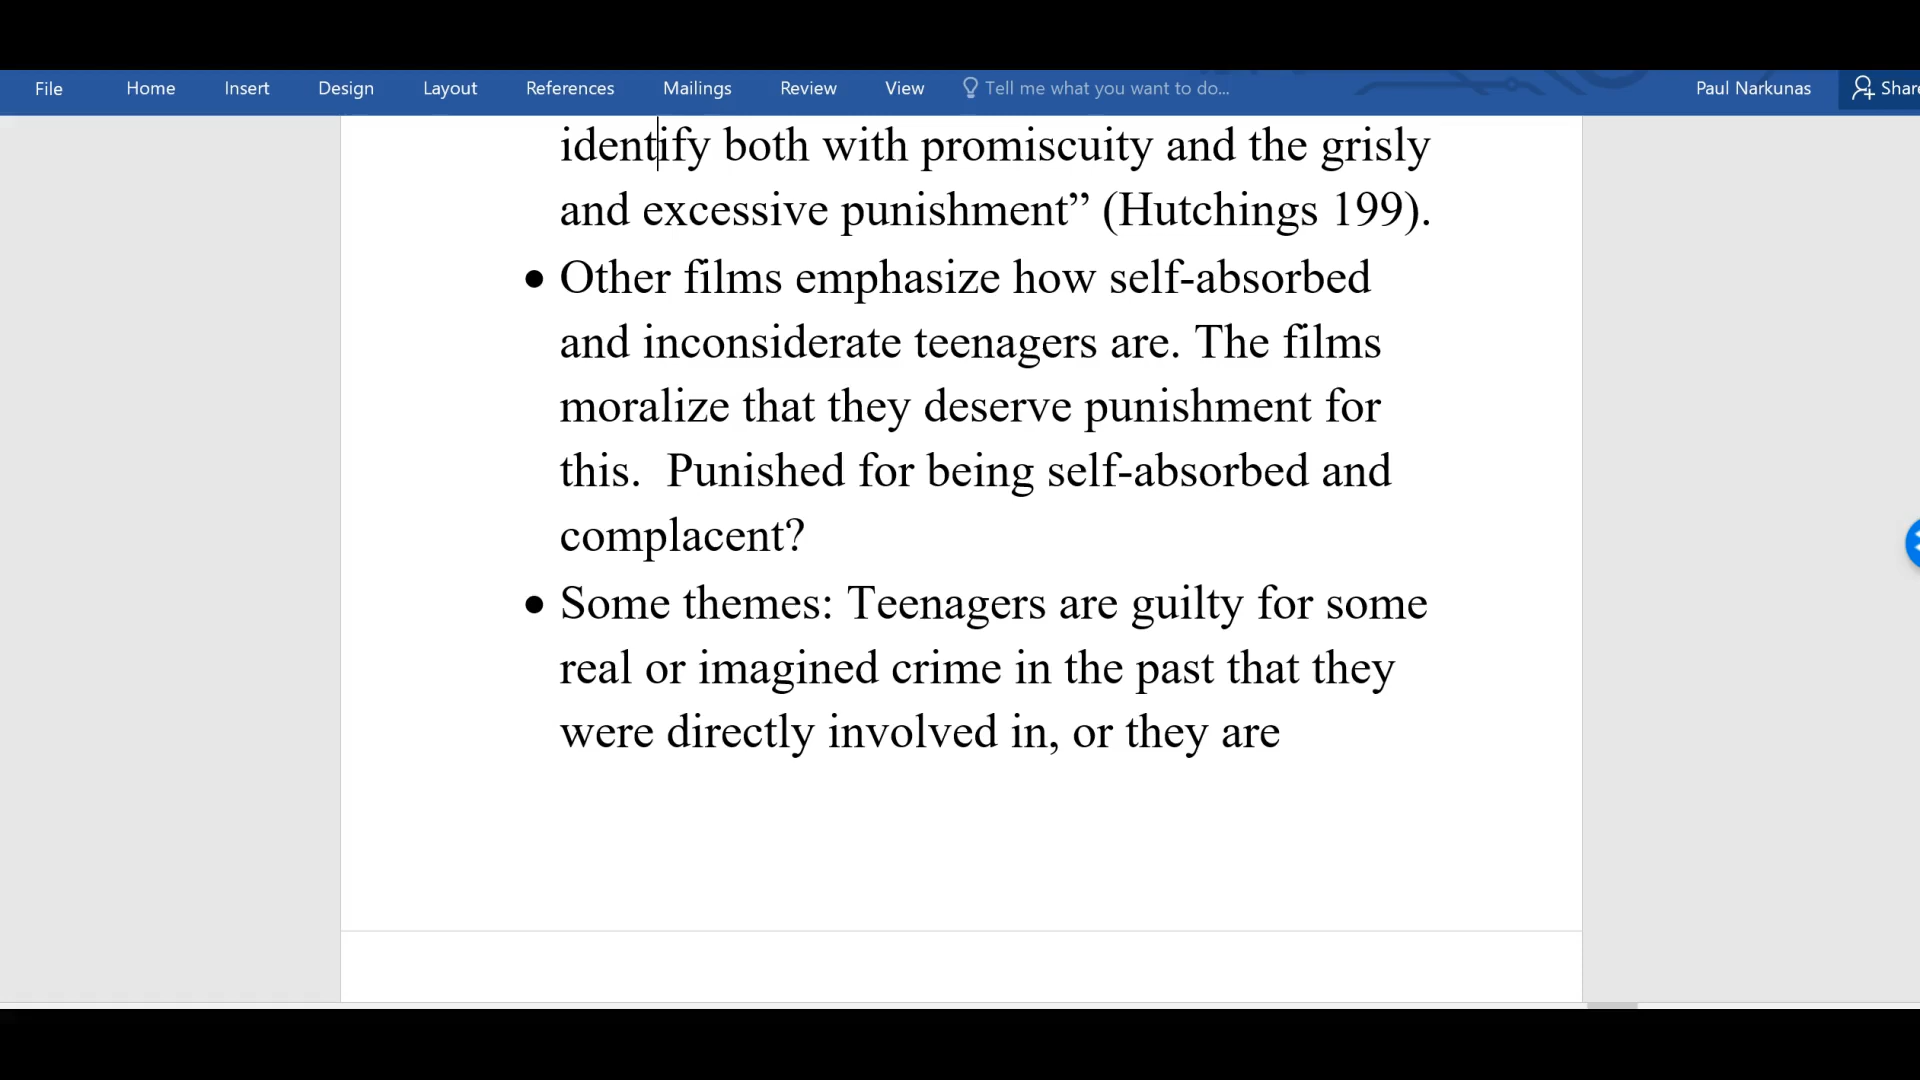 File Home Insert Design Layout References Mailings Review View Tell me what you want to do... Paul Narkunas Share
identify both with promiscuity and the grisly
and excessive punishment” (Hutchings 199).
● Other films emphasize how self-absorbed
and inconsiderate teenagers are. The films
moralize that they deserve punishment for
this.  Punished for being self-absorbed and
complacent?
● Some themes: Teenagers are guilty for some
real or imagined crime in the past that they
were directly involved in, or they are